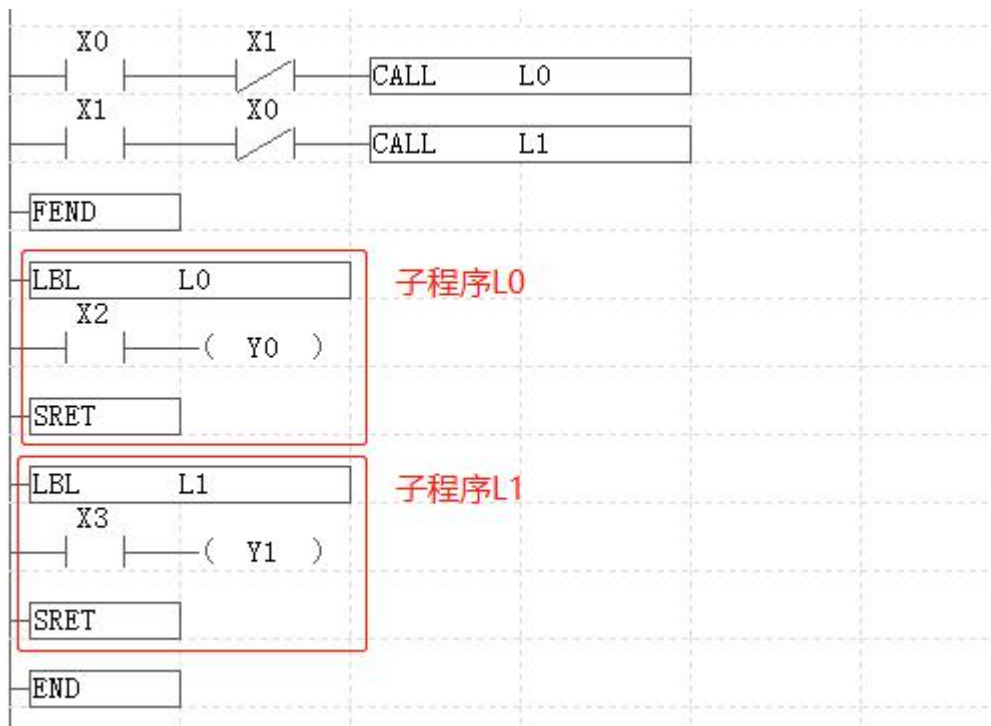 X0 X1
CALL L0
X1 X0
CALL L1
FEND
LBL L0 子程序L0
X2
( Y0 )
SRET
LBL L1 子程序L1
X3
( Y1 )
SRET
END